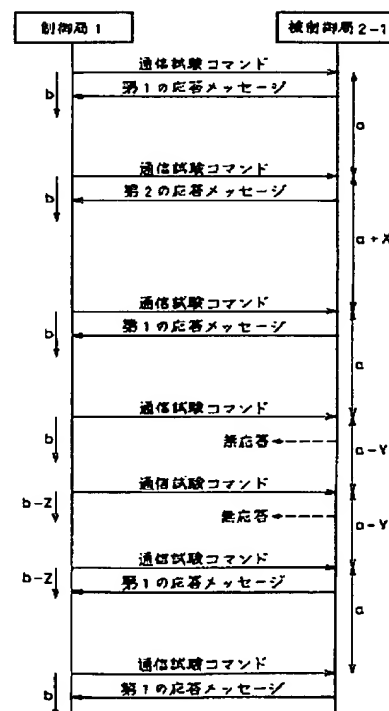 制御局1
被制御局2-1
通信試験コマンド
b
第1の応答メッセージ
a
通信試験コマンド
b
第2の応答メッセージ
a+X
通信試験コマンド
b
第1の応答メッセージ
a
通信試験コマンド
b
無応答
a-Y
通信試験コマンド
b-Z
無応答
a-Y
通信試験コマンド
b-Z
第1の応答メッセージ
a
通信試験コマンド
b
第1の応答メッセージ